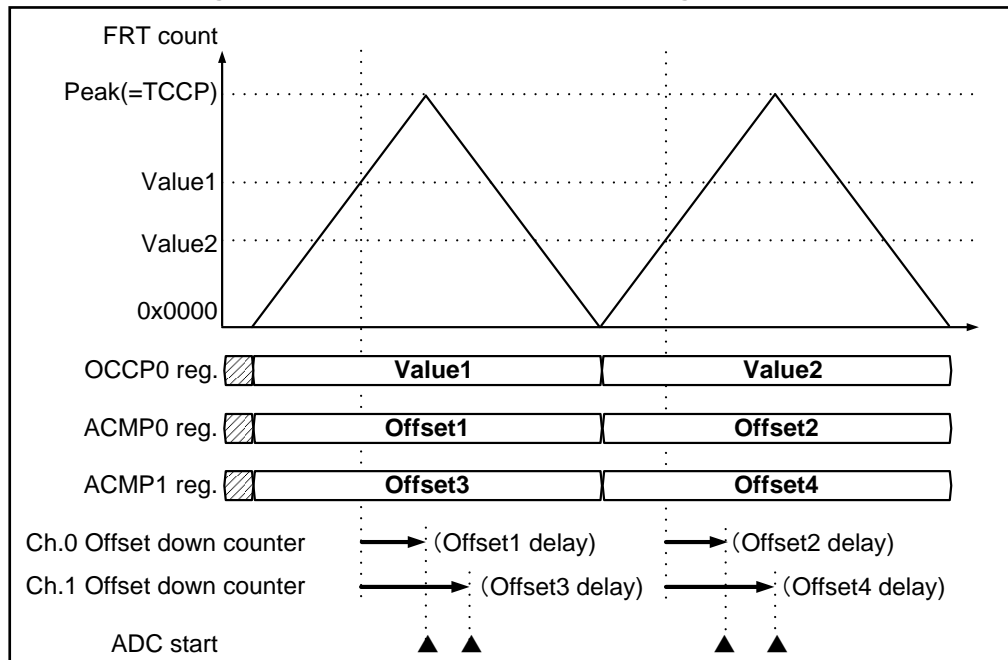 FRT count
Peak(=TCCP)
Value1
Value2
0x0000
OCCP0 reg. Value1 Value2
ACMP0 reg. Offset1 Offset2
ACMP1 reg. Offset3 Offset4
Ch.0 Offset down counter (Offset1 delay) (Offset2 delay)
Ch.1 Offset down counter (Offset3 delay) (Offset4 delay)
ADC start